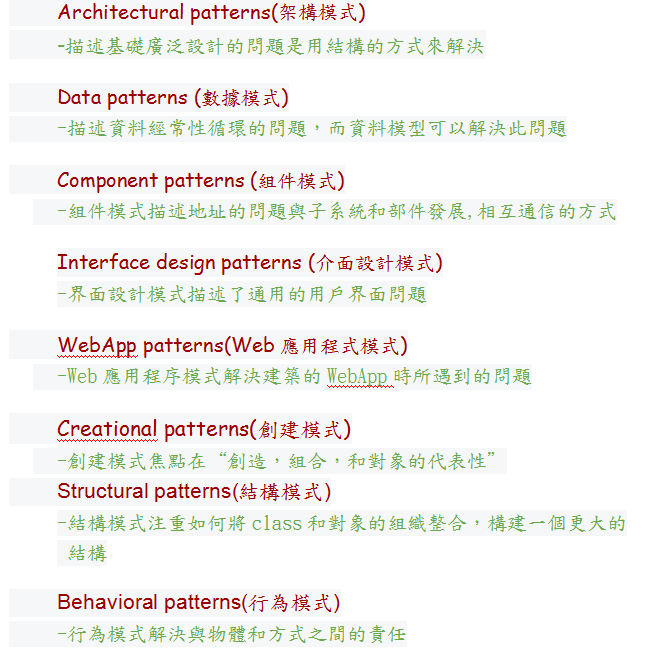 Architectural patterns(架構模式)
-描述基礎廣泛設計的問題是用結構的方式來解決
Data patterns (數據模式)
-描述資料經常性循環的問題，而資料模型可以解決此問題
Component patterns (組件模式)
-組件模式描述地址的問題與子系統和部件發展,相互通信的方式
Interface design patterns (介面設計模式)
-界面設計模式描述了通用的用戶界面問題
WebApp patterns(Web 應用程式模式)
-Web 應用程序模式解決建築的 WebApp 時所遇到的問題
Creational patterns(創建模式)
-創建模式焦點在“創造，組合，和對象的代表性”
Structural patterns(結構模式)
-結構模式注重如何將 class 和對象的組織整合，構建一個更大的
結構
Behavioral patterns(行為模式)
-行為模式解決與物體和方式之間的責任